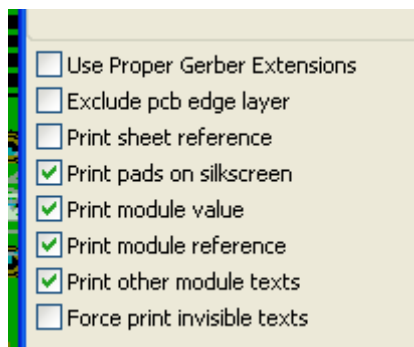 Use Proper Gerber Extensions
Exclude pcb edge layer
Print sheet reference
Print pads on silkscreen
Print module value
Print module reference
Print other module texts
Force print invisible texts